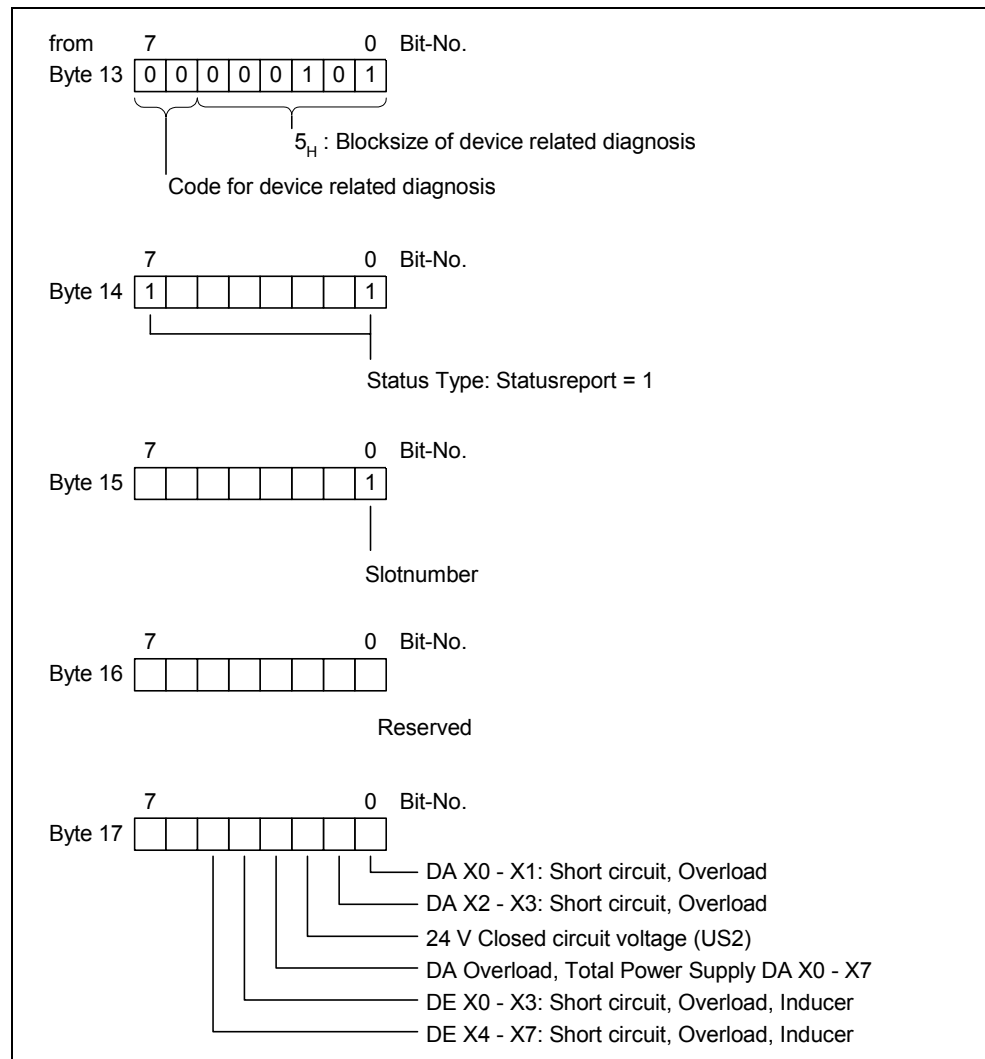 from 7 0 Bit-No.
Byte 13 0 0 0 0 0 1 0 1
5H : Blocksize of device related diagnosis
Code for device related diagnosis
7 0 Bit-No.
Byte 14 1 1
Status Type: Statusreport = 1
7 0 Bit-No.
Byte 15 1
Slotnumber
7 0 Bit-No.
Byte 16
Reserved
7 0 Bit-No.
Byte 17
DA X0 - X1: Short circuit, Overload
DA X2 - X3: Short circuit, Overload
24 V Closed circuit voltage (US2)
DA Overload, Total Power Supply DA X0 - X7
DE X0 - X3: Short circuit, Overload, Inducer
DE X4 - X7: Short circuit, Overload, Inducer